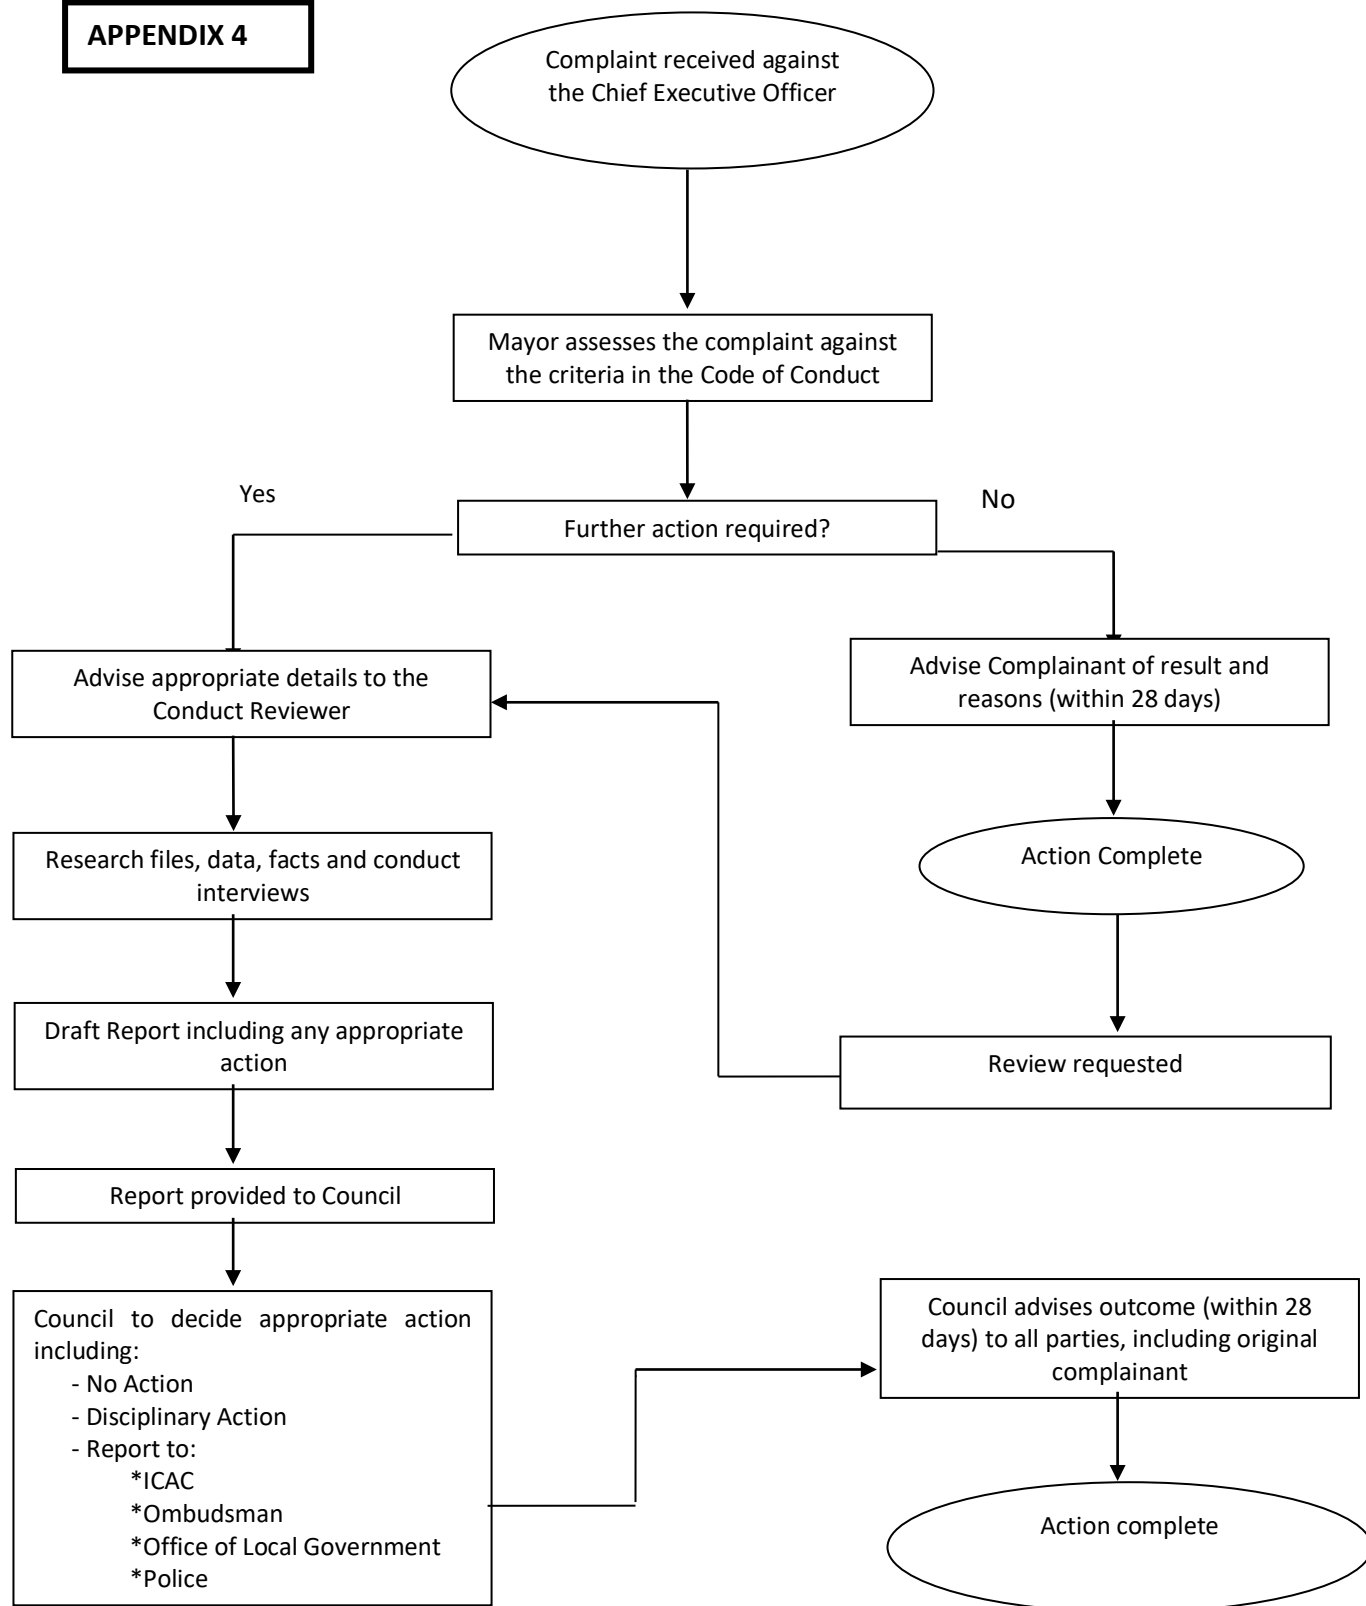 APPENDIX 4
Complaint received against
the Chief Executive Officer
Mayor assesses the complaint against
the criteria in the Code of Conduct
Yes
No
Further action required?
Advise appropriate details to the
Conduct Reviewer
Advise Complainant of result and
reasons (within 28 days)
Research files, data, facts and conduct
interviews
Action Complete
Draft Report including any appropriate
action
Review requested
Report provided to Council
Council to decide appropriate action
including:
- No Action
- Disciplinary Action
- Report to:
*ICAC
*Ombudsman
*Office of Local Government
*Police
Council advises outcome (within 28
days) to all parties, including original
complainant
Action complete